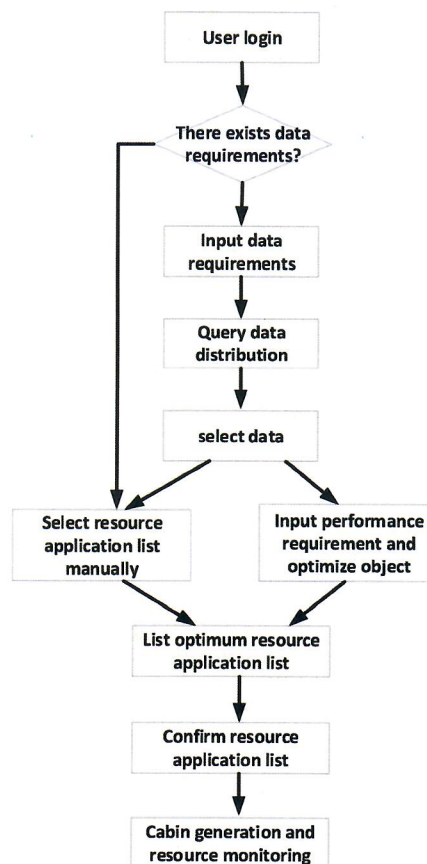 User login
There exists data
requirements?
Input data
requirements
Query data
distribution
select data
Select resource
application list
manually
Input performance
requirement and
optimize object
List optimum resource
application list
Confirm resource
application list
Cabin generation and
resource monitoring